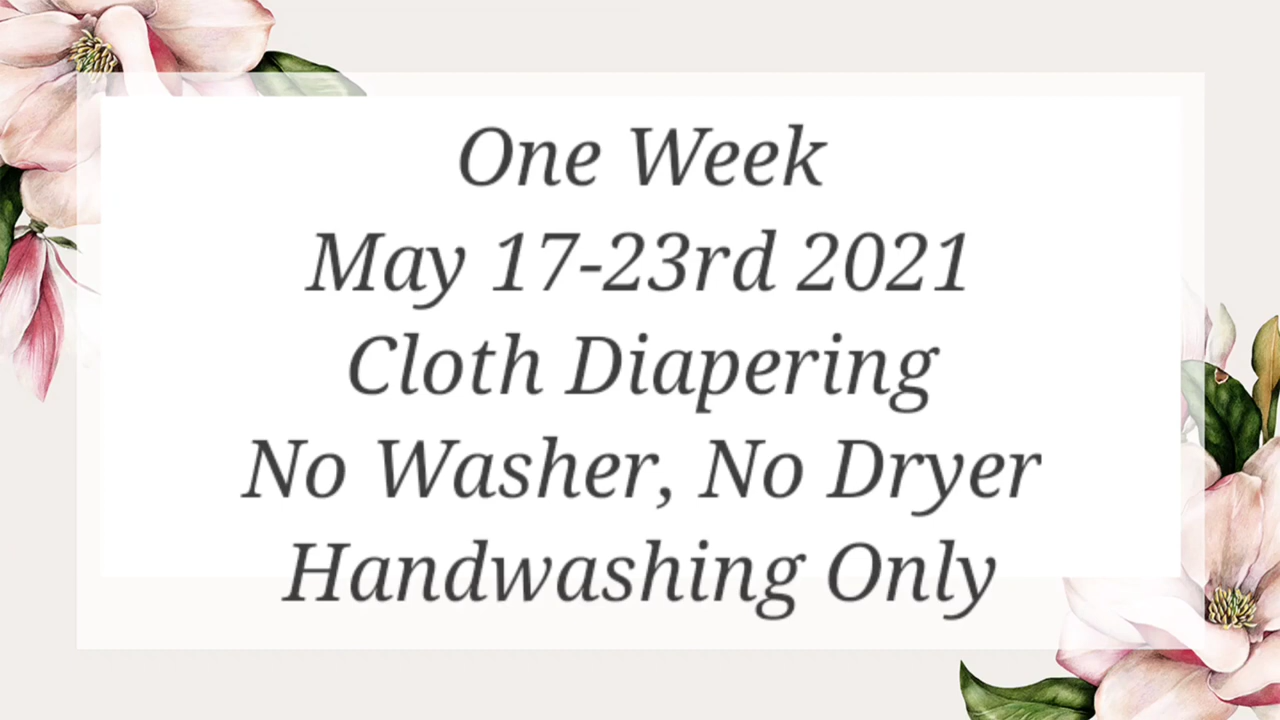 One Week
May 17-23rd 2021
Cloth Diapering
No Washer, No Dryer
Handwashing Only